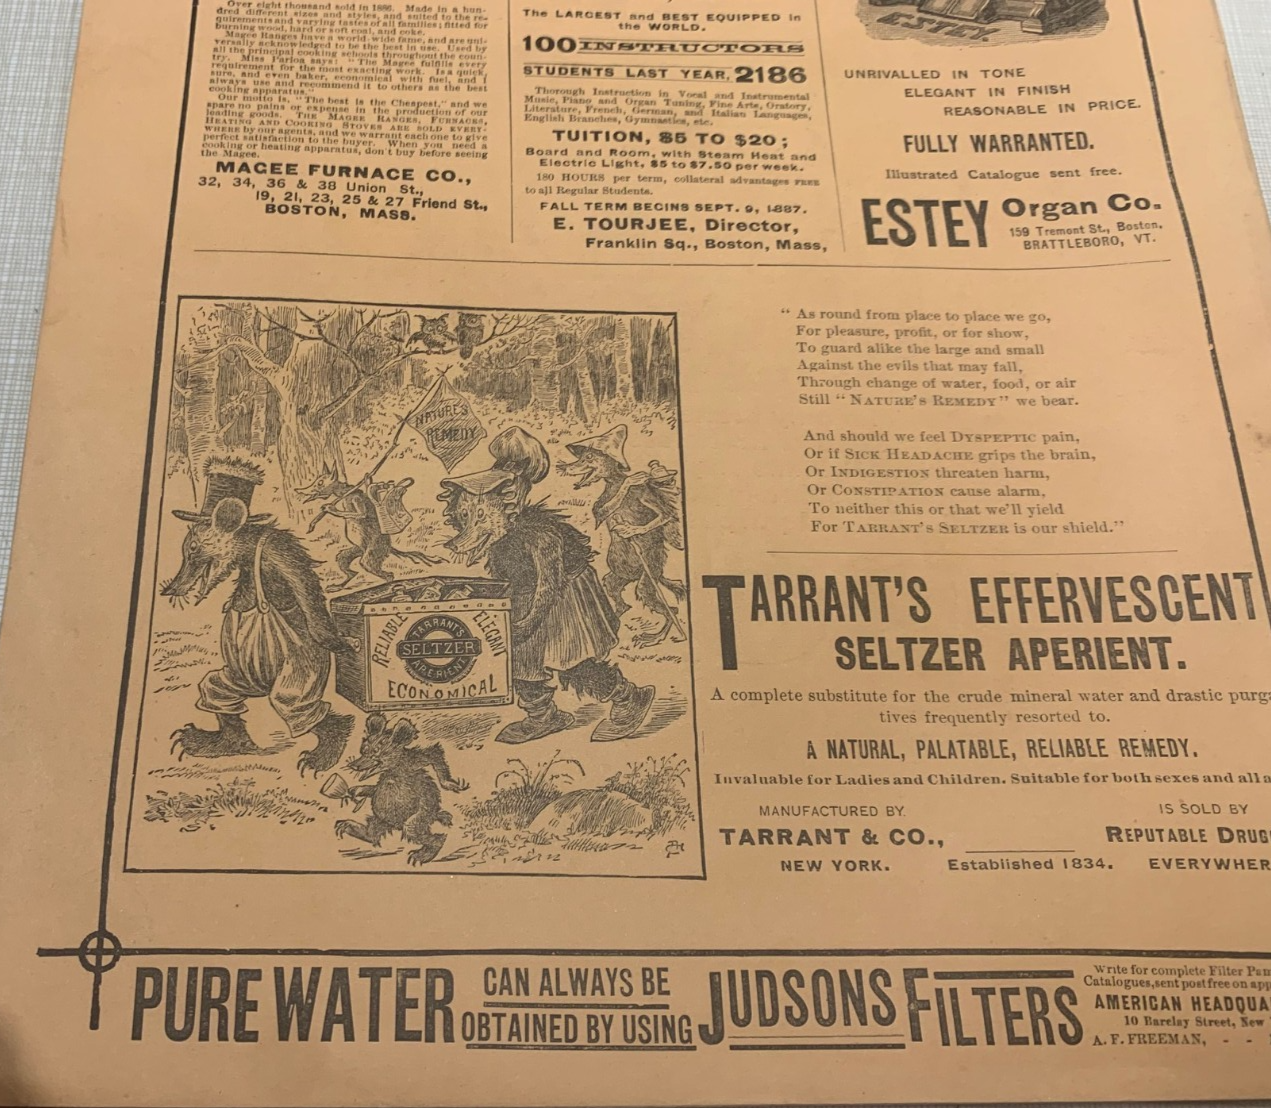 Over eight thousand sold in 1886. Made in a hun-
dred different sizes and styles, and suited to the re-
quirements and varying tastes of all families; fitted for
burning wood, hard or soft coal, and coke.
Magee Ranges have a world-wide fame, and are qui-
versally acknowledged to be the best in use. Used by
all the principal cooking schools throughout the coun-
try. Miss Parloa says: "The Magee fulfills every
requirement for the most exacting work. Is a quick,
sure, and even baker, economical with fuel, and I
always use and recommend it to others as the best
cooking apparatus."
Our motto is, "The best is the Cheapest," and we
spare no pains or expense in the production of our
leading goods. THE MAGEE RANGES, FURNACES,
HEATING AND COOKING STOVES ARE SOLD EVERY-
WHERE by our agents, and we warrant each one to give
perfect satisfaction to the buyer. When you need a
cooking or heating apparatus, don't buy before seeing
the Magee.
MAGEE FURNACE CO.,
32, 34, 36 & 38 Union St.,
19, 21, 23, 25 & 27 Friend St.,
BOSTON, MASS.
The LARGEST and BEST EQUIPPED in
the WORLD.
100 INSTRUCTORS
STUDENTS LAST YEAR, 2186
Thorough Instruction in Vocal and Instrumental
Music, Piano and Organ Tuning, Fine Arts, Oratory,
Literature, French, German, and Italian Languages,
English Branches, Gymnastics, etc.
TUITION, $5 TO $20;
Board and Room, with Steam Heat and
Electric Light, $5 to $7.50 per week.
180 HOURS per term, collateral advantages FREE
to all Regular Students.
FALL TERM BEGINS SEPT. 9, 1887.
E. TOURJEE, Director,
Franklin Sq., Boston, Mass,
ESTEY.
UNRIVALLED IN TONE
ELEGANT IN FINISH
REASONABLE IN PRICE.
FULLY WARRANTED.
Illustrated Catalogue sent free.
ESTEY Organ Co.
159 Tremont St., Boston.
BRATTLEBORO, VT.
NATURE'S
REMEDY
RELIABLE
ELEGANT
TARRANT'S
SELTZER
APERIENT
ECONOMICAL
"As round from place to place we go,
For pleasure, profit, or for show,
To guard alike the large and small
Against the evils that may fall,
Through change of water, food, or air
Still "NATURE'S REMEDY" we bear.
And should we feel DYSPEPTIC pain,
Or if SICK HEADACHE grips the brain,
Or INDIGESTION threaten harm,
Or CONSTIPATION cause alarm,
To neither this or that we'll yield
For TARRANT'S SELTZER is our shield."
TARRANT'S EFFERVESCENT
SELTZER APERIENT.
A complete substitute for the crude mineral water and drastic purga
tives frequently resorted to.
A NATURAL, PALATABLE, RELIABLE REMEDY.
Invaluable for Ladies and Children. Suitable for both sexes and all a
MANUFACTURED BY
TARRANT & CO.,
NEW YORK.
Established 1834.
IS SOLD BY
REPUTABLE DRUG
EVERYWHER
PURE WATER CAN ALWAYS BE
OBTAINED BY USING JUDSONS FILTERS
Write for complete Filter Pam
Catalogues, sent post free on app
AMERICAN HEADQUA
10 Barclay Street, New
A. F. FREEMAN, - -